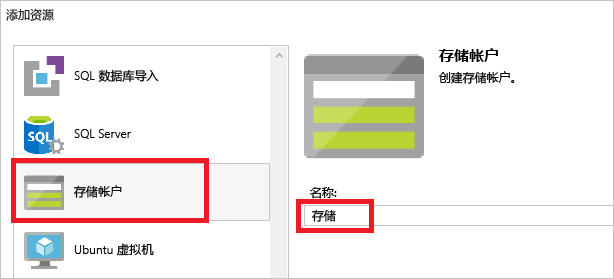 添加资源
SQL 数据库导入
SQL Server
存储帐户
Ubuntu 虚拟机
存储帐户
创建存储帐户。
名称:
存储